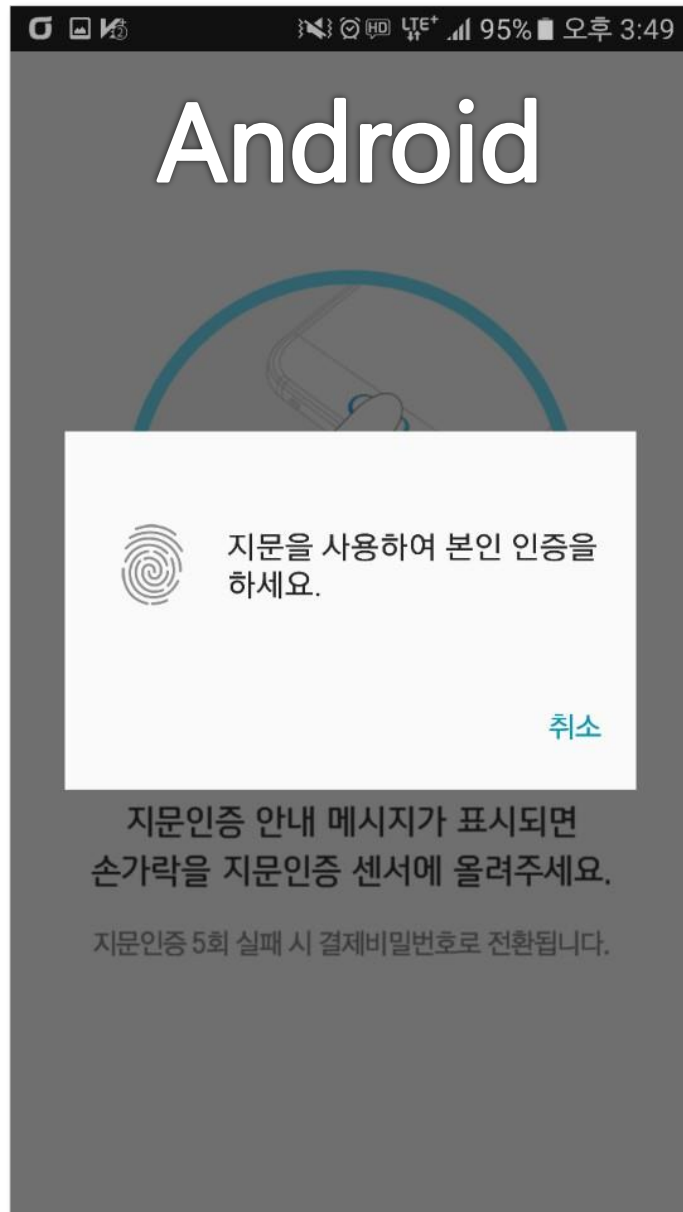 HD LTE+ 95% 오후 3:49
Android
지문을 사용하여 본인 인증을
하세요.
취소
지문인증 안내 메시지가 표시되면
손가락을 지문인증 센서에 올려주세요.
지문인증 5회 실패 시 결제비밀번호로 전환됩니다.